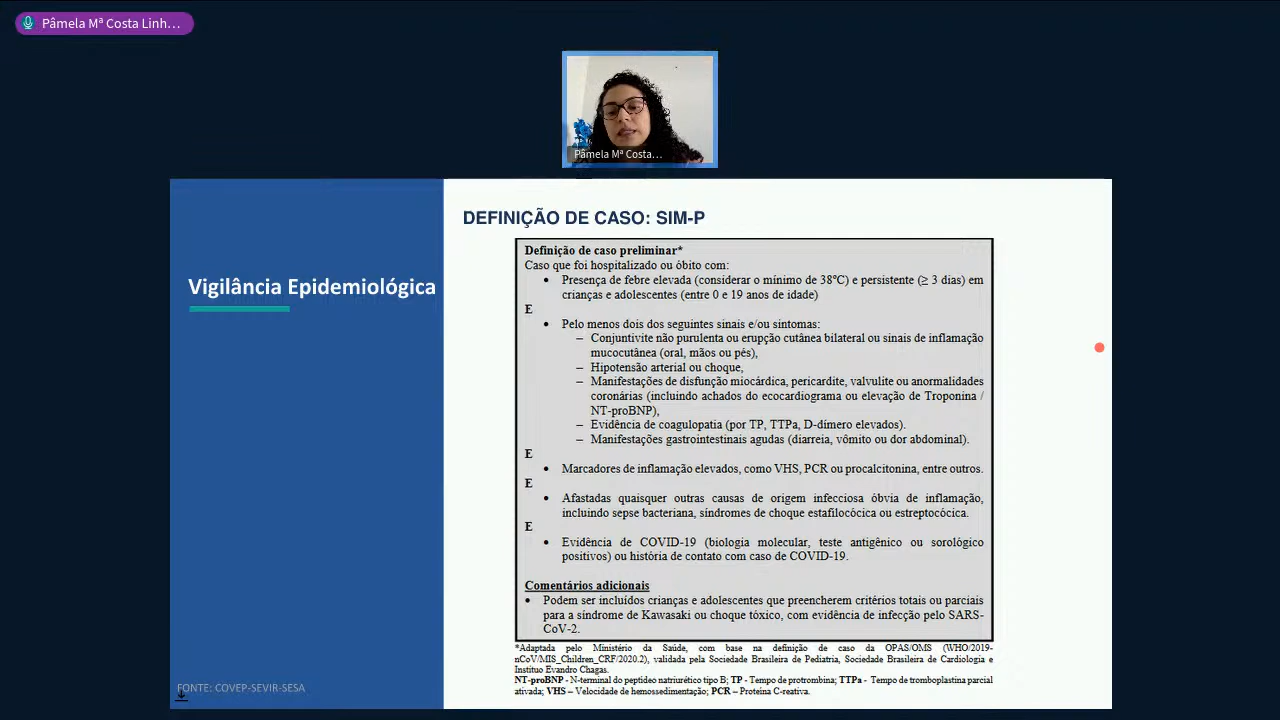 Pâmela Mª Costa Linh...
Pâmela Mª Costa...
Vigilância Epidemiológica
DEFINIÇÃO DE CASO: SIM-P
Definição de caso preliminar*
Caso que foi hospitalizado ou óbito com:
• Presença de febre elevada (considerar o mínimo de 38ºC) e persistente (≥ 3 dias) em
crianças e adolescentes (entre 0 e 19 anos de idade)
E
• Pelo menos dois dos seguintes sinais e/ou sintomas:
– Conjuntivite não purulenta ou erupção cutânea bilateral ou sinais de inflamação
mucocutânea (oral, mãos ou pés),
– Hipotensão arterial ou choque,
– Manifestações de disfunção miocárdica, pericardite, valvulite ou anormalidades
coronárias (incluindo achados do ecocardiograma ou elevação de Troponina /
NT-proBNP),
– Evidência de coagulopatia (por TP, TTPa, D-dímero elevados).
– Manifestações gastrointestinais agudas (diarreia, vômito ou dor abdominal).
E
• Marcadores de inflamação elevados, como VHS, PCR ou procalcitonina, entre outros.
E
• Afastadas quaisquer outras causas de origem infecciosa óbvia de inflamação,
incluindo sepse bacteriana, síndromes de choque estafilocócica ou estreptocócica.
E
• Evidência de COVID-19 (biologia molecular, teste antigênico ou sorológico
positivos) ou história de contato com caso de COVID-19.
Comentários adicionais
• Podem ser incluídos crianças e adolescentes que preencherem critérios totais ou parciais
para a síndrome de Kawasaki ou choque tóxico, com evidência de infecção pelo SARS-
CoV-2.
*Adaptada pelo Ministério da Saúde, com base na definição de caso da OPAS/OMS (WHO/2019-
nCoV/MIS_Children_CRF/2020.2), validada pela Sociedade Brasileira de Pediatria, Sociedade Brasileira de Cardiologia e
Instituo Evandro Chagas.
NT-proBNP - N-terminal do peptídeo natriurético tipo B; TP - Tempo de protrombina; TTPa - Tempo de tromboplastina parcial
ativada; VHS – Velocidade de hemossedimentação; PCR – Proteína C-reativa.
FONTE: COVEP-SEVIR-SESA